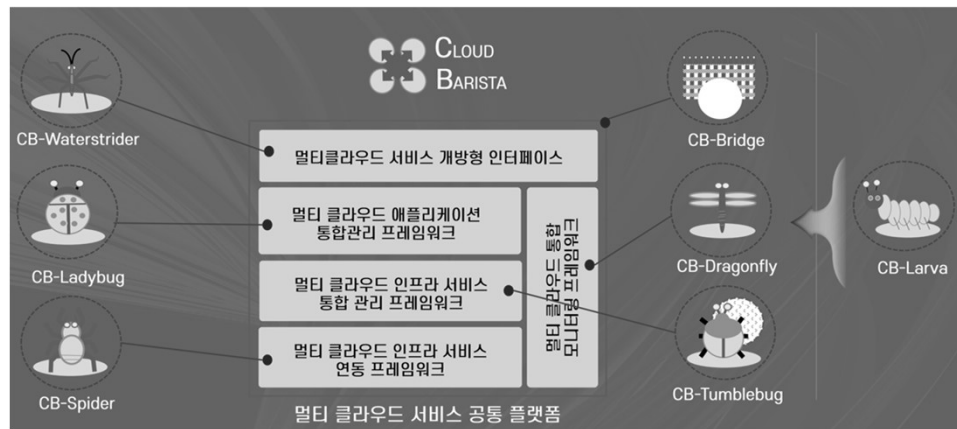 CLOUD
BARISTA
CB-Waterstrider
CB-Ladybug
CB-Spider
멀티클라우드 서비스 개방형 인터페이스
멀티 클라우드 애플리케이션
통합관리 프레임워크
멀티 클라우드 인프라 서비스
통합 관리 프레임워크
멀티 클라우드 인프라 서비스
연동 프레임워크
멀티 클라우드 통합
모니터링 프레임워크
CB-Bridge
CB-Dragonfly
CB-Tumblebug
CB-Larva
멀티 클라우드 서비스 공통 플랫폼